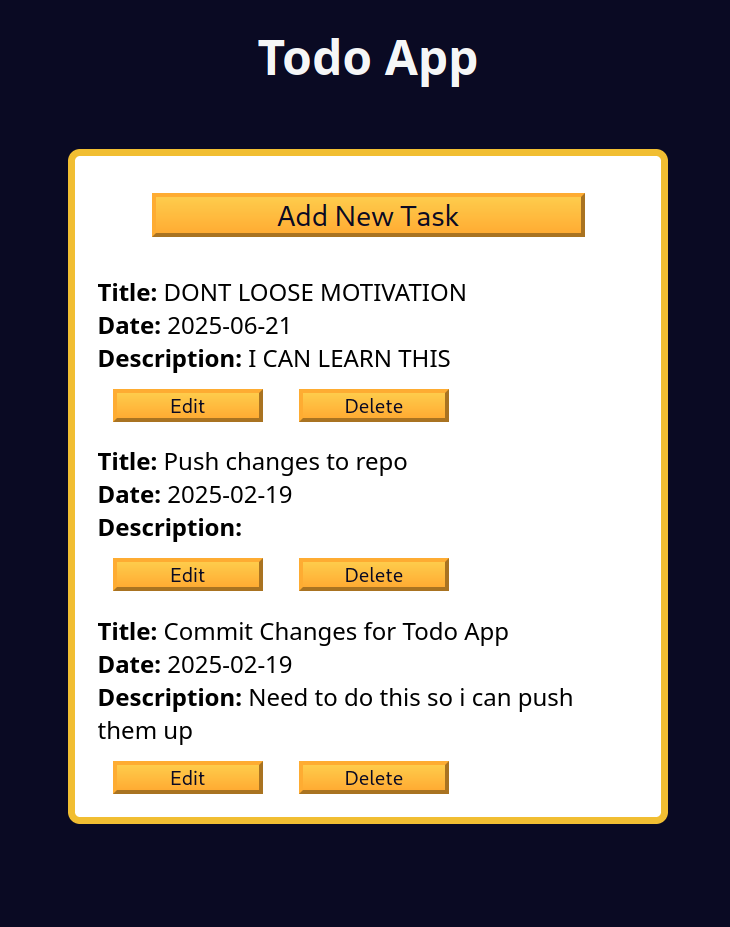 Todo App
Add New Task
Title: DONT LOOSE MOTIVATION
Date: 2025-06-21
Description: I CAN LEARN THIS
Edit Delete
Title: Push changes to repo
Date: 2025-02-19
Description:
Edit Delete
Title: Commit Changes for Todo App
Date: 2025-02-19
Description: Need to do this so i can push
them up
Edit Delete